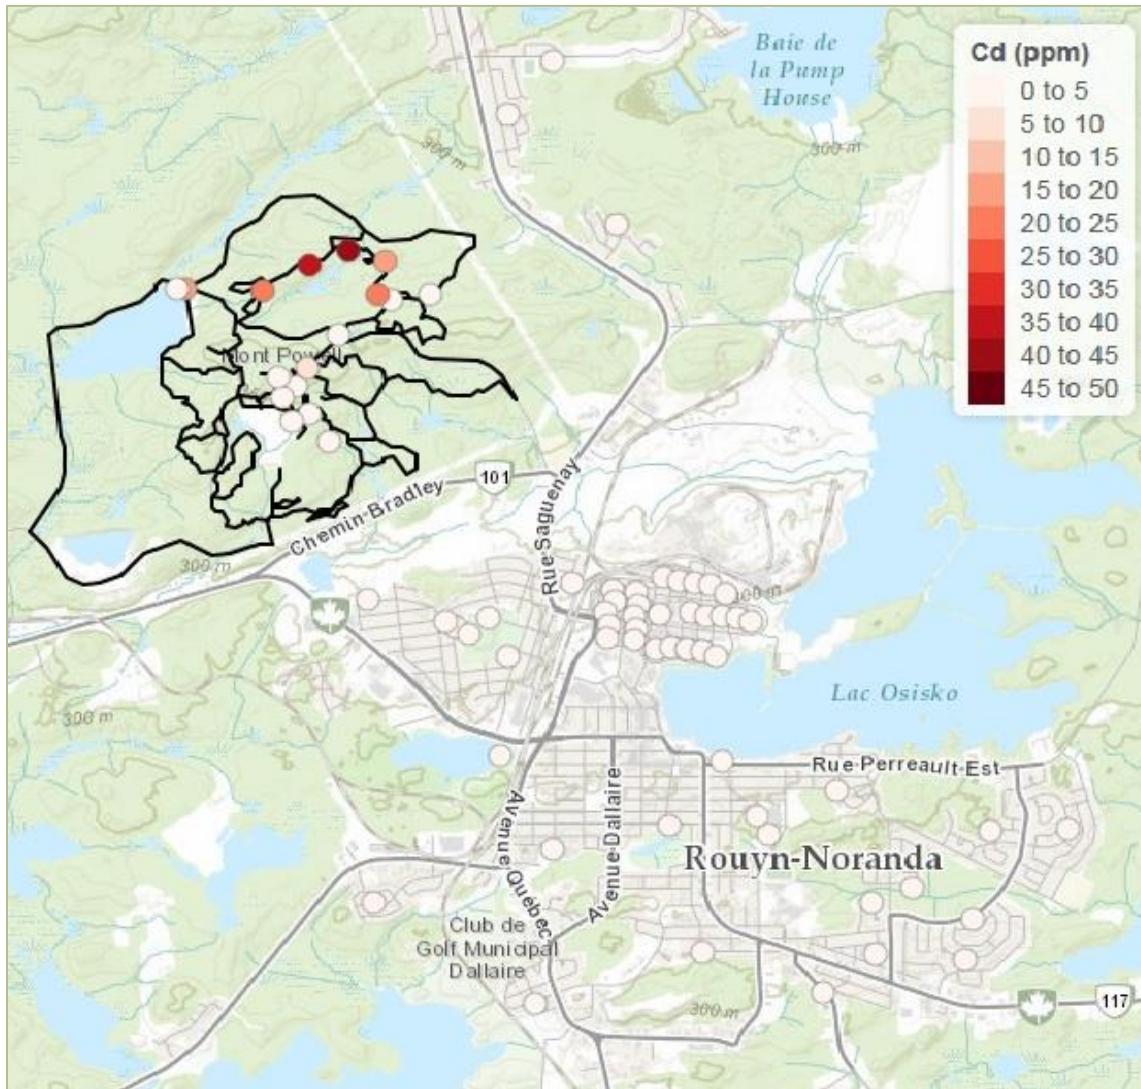 Baie de
la Pump
House
Cd (ppm)
0 to 5
5 to 10
10 to 15
15 to 20
20 to 25
25 to 30
30 to 35
35 to 40
40 to 45
45 to 50
300 m
300 m
Mont Powell
101
Chemin-Bradley
Rue Saguenay
300 m
Lac Osisko
300 m
Rue Perreault Est
Avenue Dallaire
Avenue Québec
Rouyn-Noranda
Club de
Golf Municipal
Dallaire
300 m
117